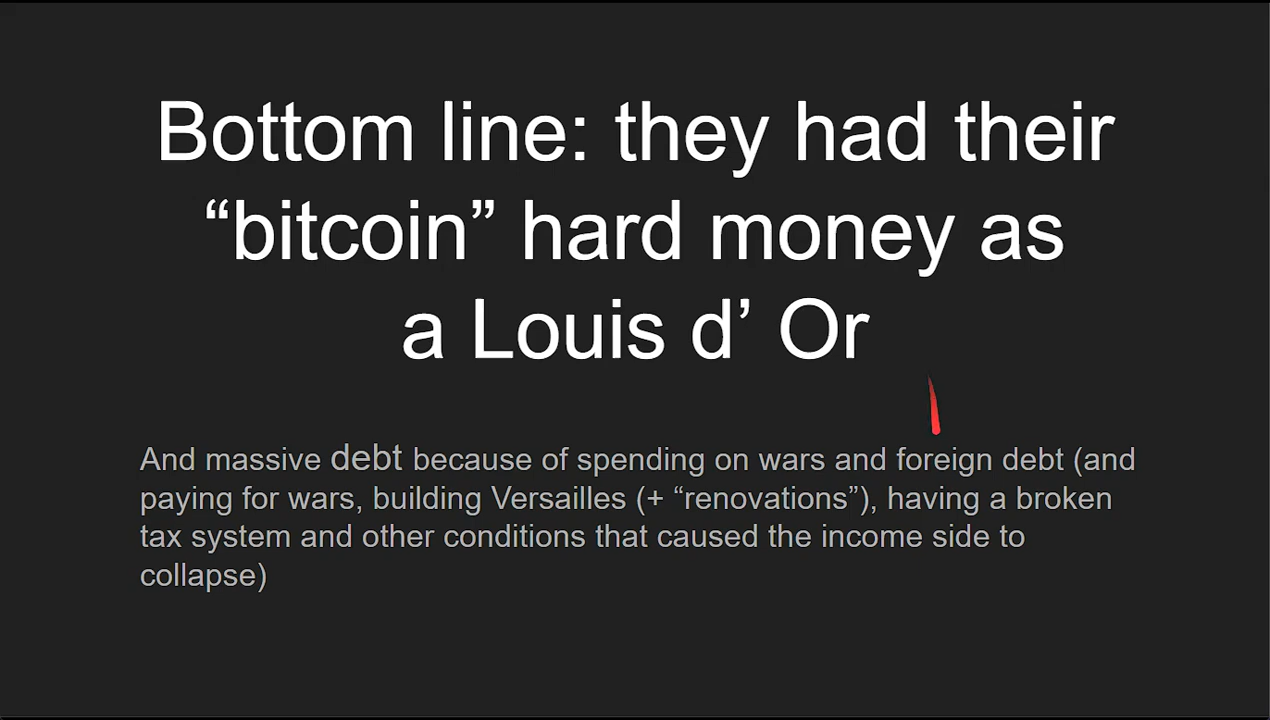 Bottom line: they had their
“bitcoin” hard money as
a Louis d’ Or
And massive debt because of spending on wars and foreign debt (and
paying for wars, building Versailles (+ “renovations”), having a broken
tax system and other conditions that caused the income side to
collapse)